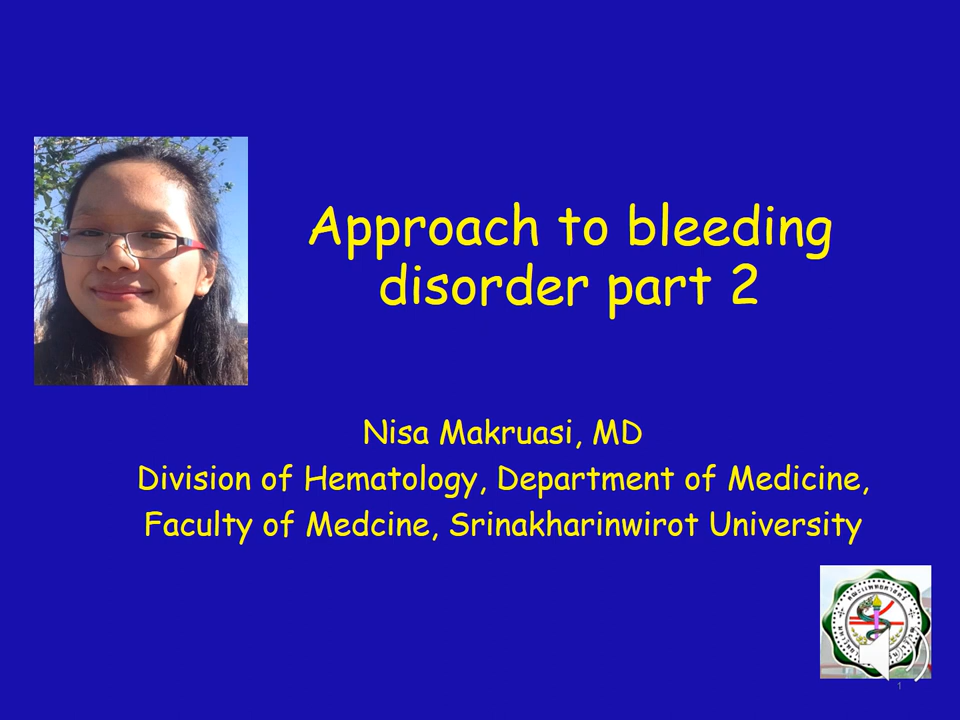 Approach to bleeding
disorder part 2
Nisa Makruasi, MD
Division of Hematology, Department of Medicine,
Faculty of Medcine, Srinakharinwirot University
1